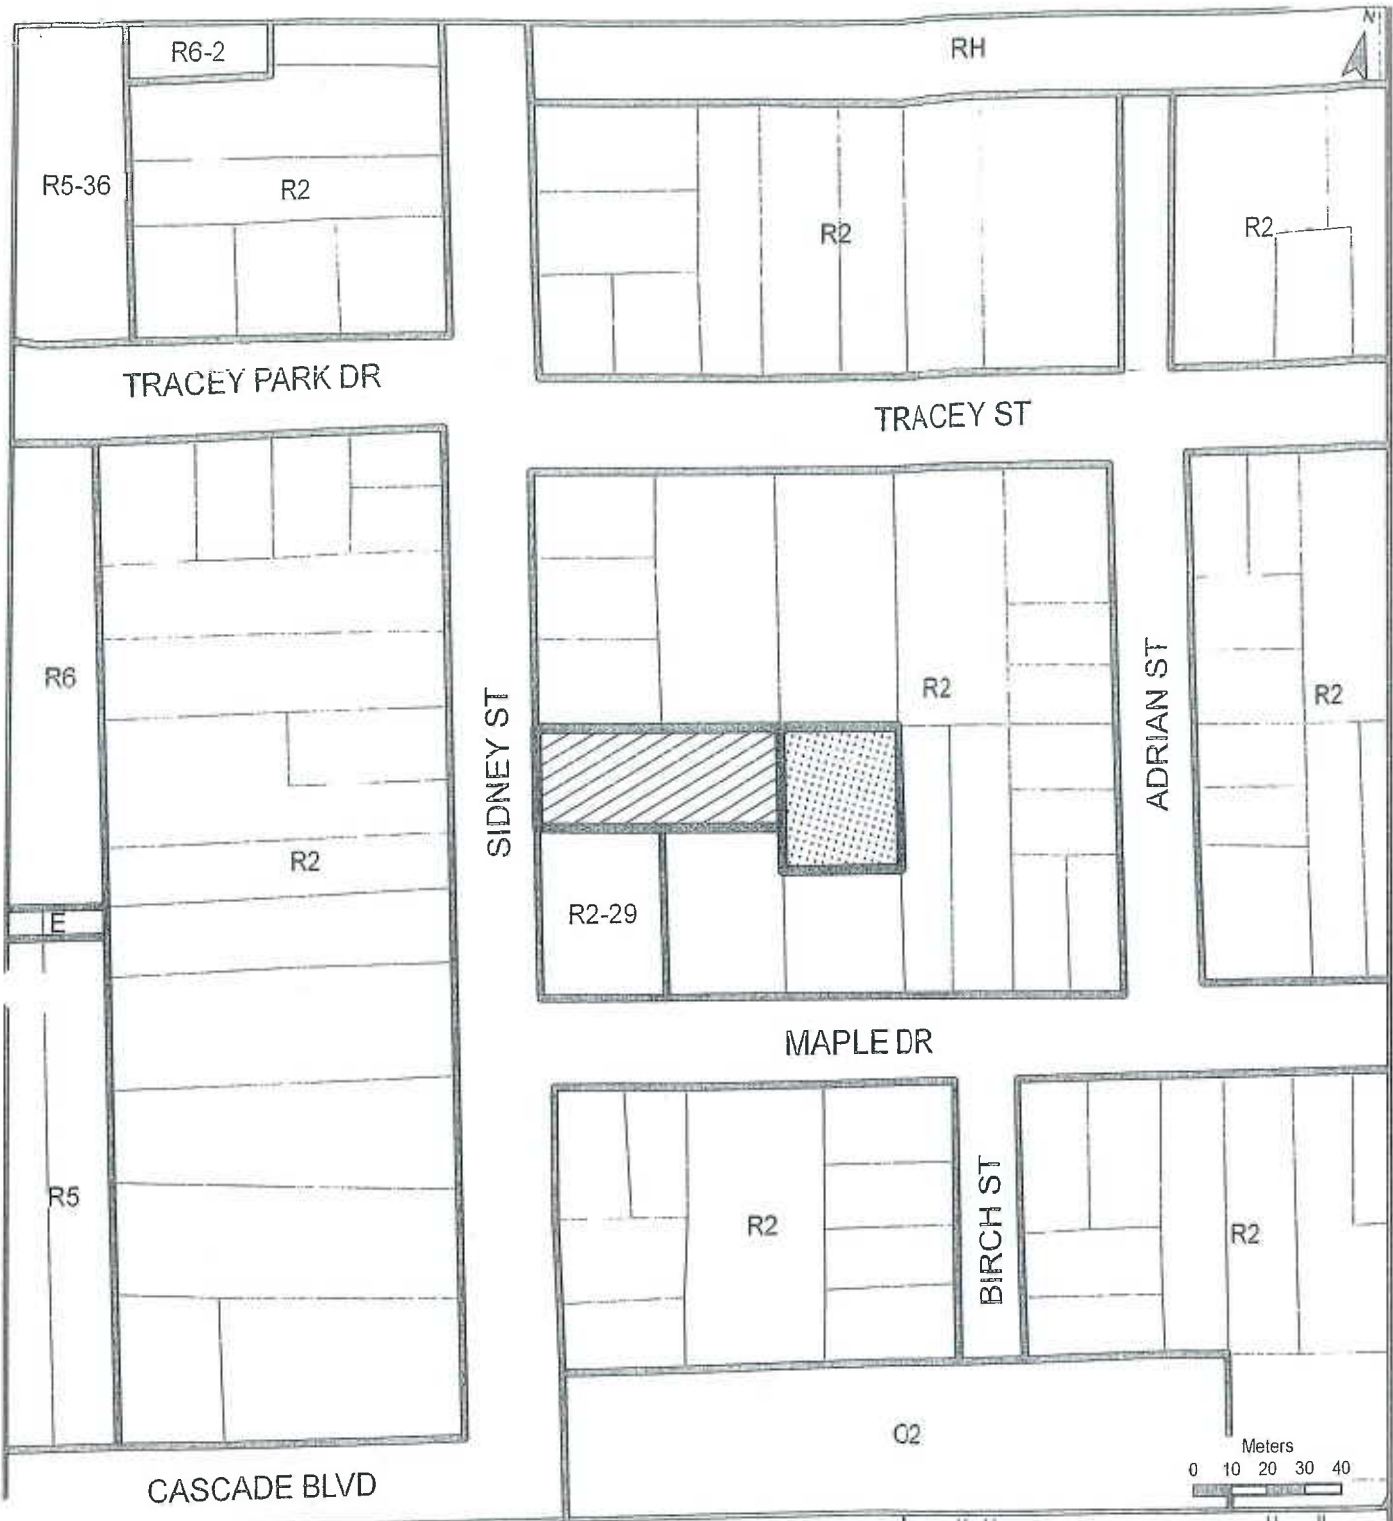 N
R6-2
RH
R5-36
R2
R2
R2
TRACEY PARK DR
TRACEY ST
R6
R2
R2
SIDNEY ST
ADRIAN ST
R2
E
R2-29
MAPLE DR
R5
R2
BIRCH ST
R2
O2
Meters
0 10 20 30 40
CASCADE BLVD